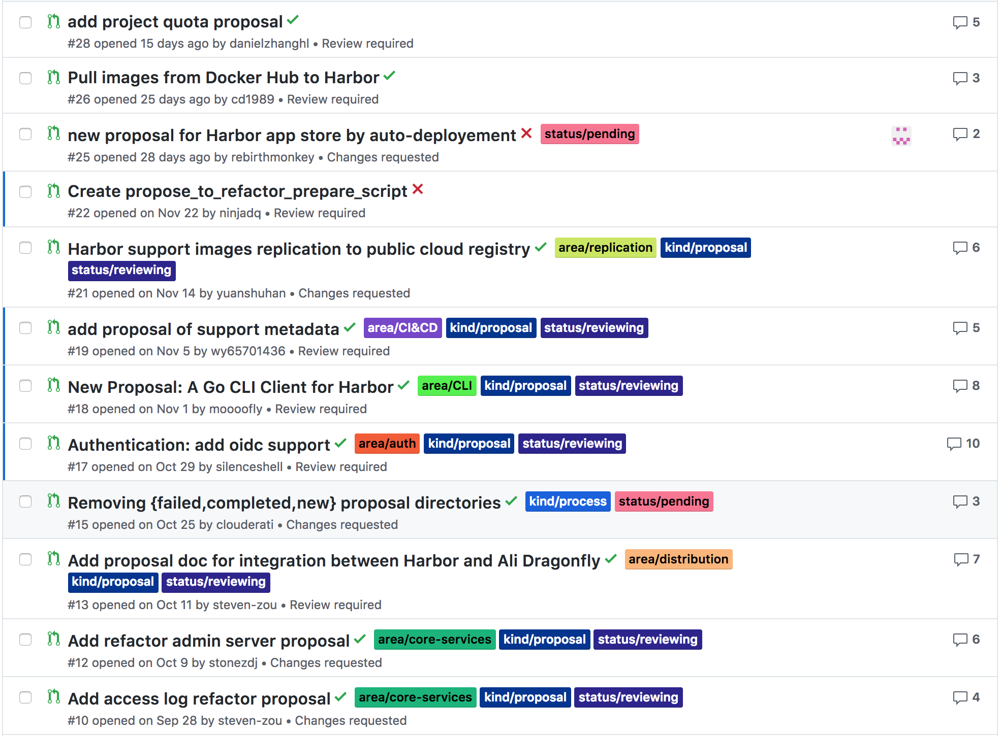 add project quota proposal 5
#28 opened 15 days ago by danielzhanghl • Review required
Pull images from Docker Hub to Harbor 3
#26 opened 25 days ago by cd1989 • Review required
new proposal for Harbor app store by auto-deployement status/pending 2
#25 opened 28 days ago by rebirthmonkey • Changes requested
Create propose_to_refactor_prepare_script
#22 opened on Nov 22 by ninjadq • Review required
Harbor support images replication to public cloud registry area/replication kind/proposal 6
status/reviewing
#21 opened on Nov 14 by yuanshuhan • Changes requested
add proposal of support metadata area/CI&CD kind/proposal status/reviewing 5
#19 opened on Nov 5 by wy65701436 • Review required
New Proposal: A Go CLI Client for Harbor area/CLI kind/proposal status/reviewing 8
#18 opened on Nov 1 by moooofly • Review required
Authentication: add oidc support area/auth kind/proposal status/reviewing 10
#17 opened on Oct 29 by silenceshell • Review required
Removing {failed,completed,new} proposal directories kind/process status/pending 3
#15 opened on Oct 25 by clouderati • Changes requested
Add proposal doc for integration between Harbor and Ali Dragonfly area/distribution 7
kind/proposal status/reviewing
#13 opened on Oct 11 by steven-zou • Review required
Add refactor admin server proposal area/core-services kind/proposal status/reviewing 6
#12 opened on Oct 9 by stonezdj • Changes requested
Add access log refactor proposal area/core-services kind/proposal status/reviewing 4
#10 opened on Sep 28 by steven-zou • Changes requested